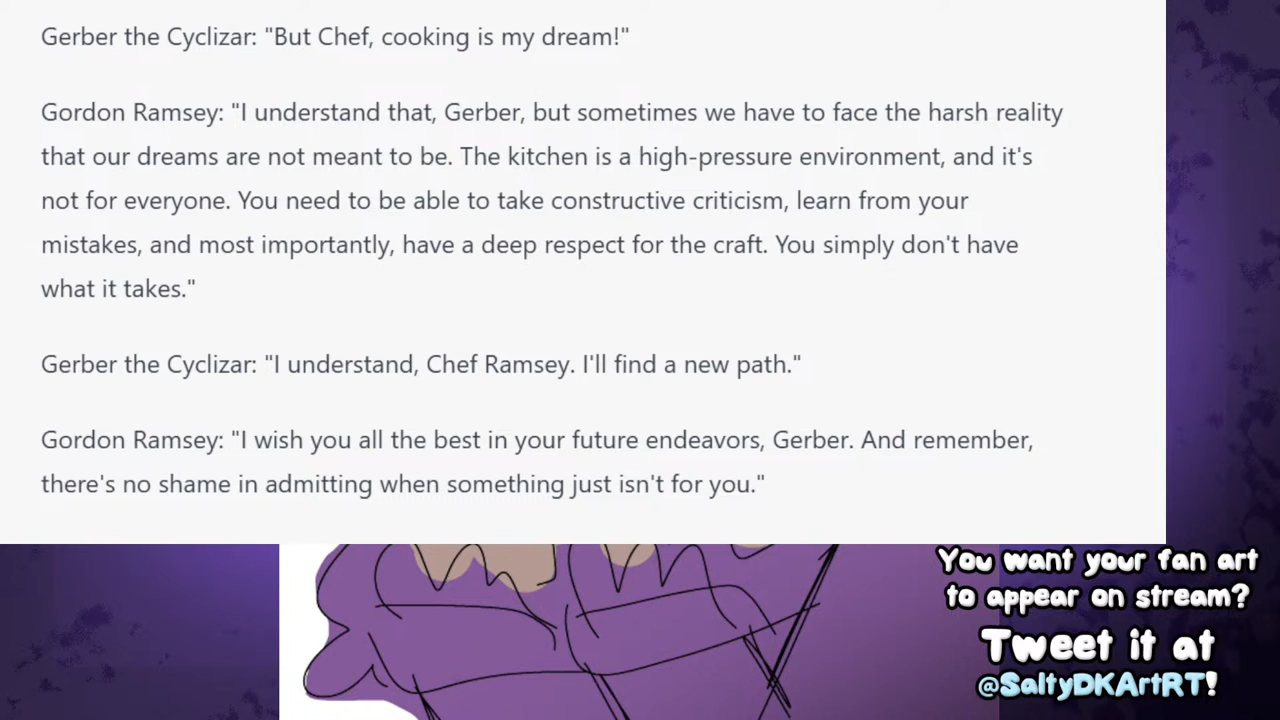 Gerber the Cyclizar: "But Chef, cooking is my dream!"
Gordon Ramsey: "I understand that, Gerber, but sometimes we have to face the harsh reality
that our dreams are not meant to be. The kitchen is a high-pressure environment, and it's
not for everyone. You need to be able to take constructive criticism, learn from your
mistakes, and most importantly, have a deep respect for the craft. You simply don't have
what it takes."
Gerber the Cyclizar: "I understand, Chef Ramsey. I'll find a new path."
Gordon Ramsey: "I wish you all the best in your future endeavors, Gerber. And remember,
there's no shame in admitting when something just isn't for you."
You want your fan art
to appear on stream?
Tweet it at
@SaltyDKArtRT!